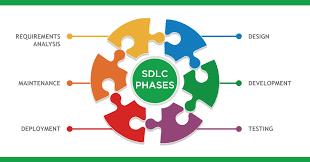 REQUIREMENTS
ANALYSIS
DESIGN
SDLC
PHASES
MAINTENANCE
DEVELOPMENT
DEPLOYMENT
TESTING